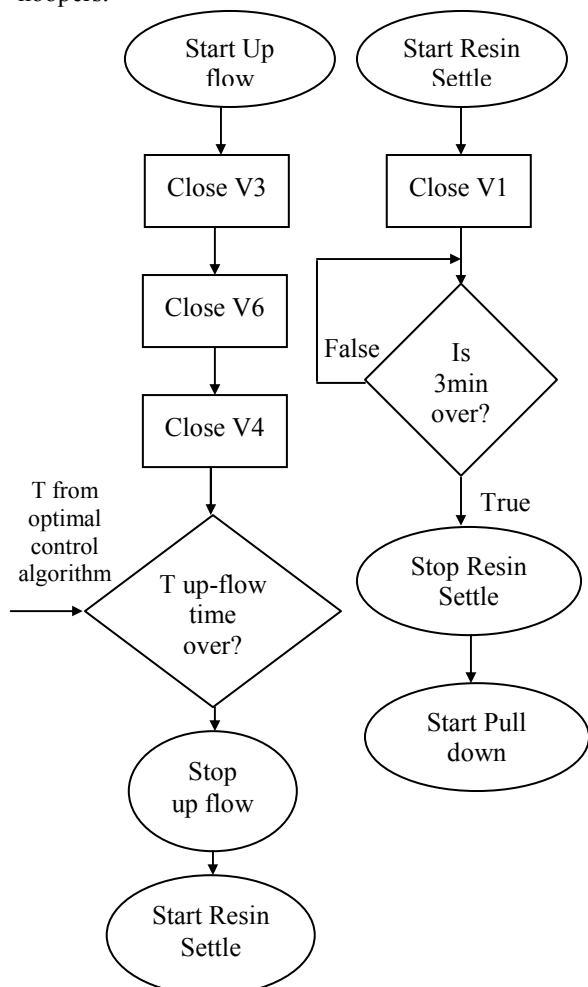 hoopers.
Start Up
flow
Close V3
Close V6
Close V4
T from
optimal
control
algorithm
T up-flow
time
over?
Stop
up flow
Start Resin
Settle
Start Resin
Settle
Close V1
Is
3min
over?
False
True
Stop Resin
Settle
Start Pull
down